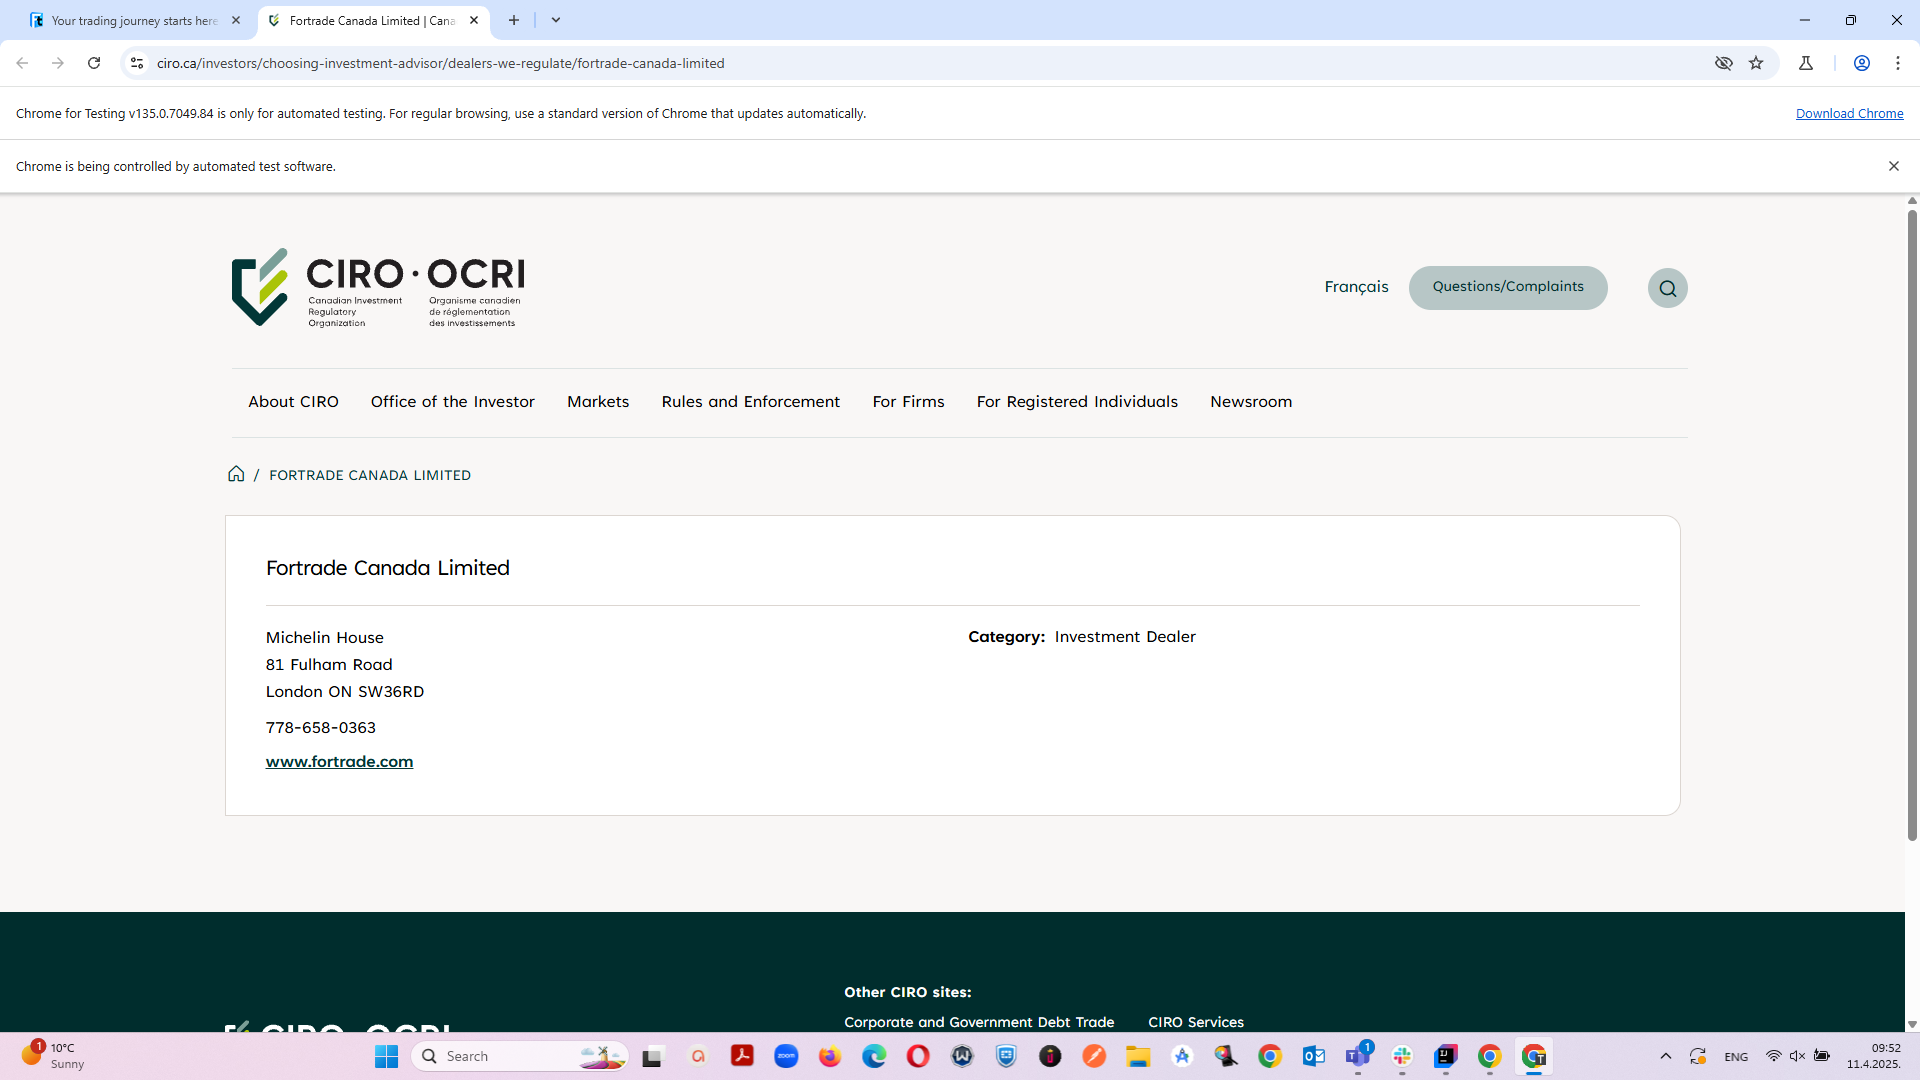 Your trading journey starts here
Fortrade Canada Limited | Cana
ciro.ca/investors/choosing-investment-advisor/dealers-we-regulate/fortrade-canada-limited
Chrome for Testing v135.0.7049.84 is only for automated testing. For regular browsing, use a standard version of Chrome that updates automatically.
Download Chrome
Chrome is being controlled by automated test software.
CIRO · OCRI
Canadian Investment
Regulatory
Organization
Organisme canadien
de réglementation
des investissements
Français
Questions/Complaints
About CIRO
Office of the Investor
Markets
Rules and Enforcement
For Firms
For Registered Individuals
Newsroom
/ FORTRADE CANADA LIMITED
Fortrade Canada Limited
Michelin House
81 Fulham Road
London ON SW36RD
778-658-0363
www.fortrade.com
Category: Investment Dealer
Other CIRO sites:
Corporate and Government Debt Trade
CIRO Services
CIRO · OCRI
1
10°C
Sunny
Search
zoom
1
ENG
09:52
11.4.2025.